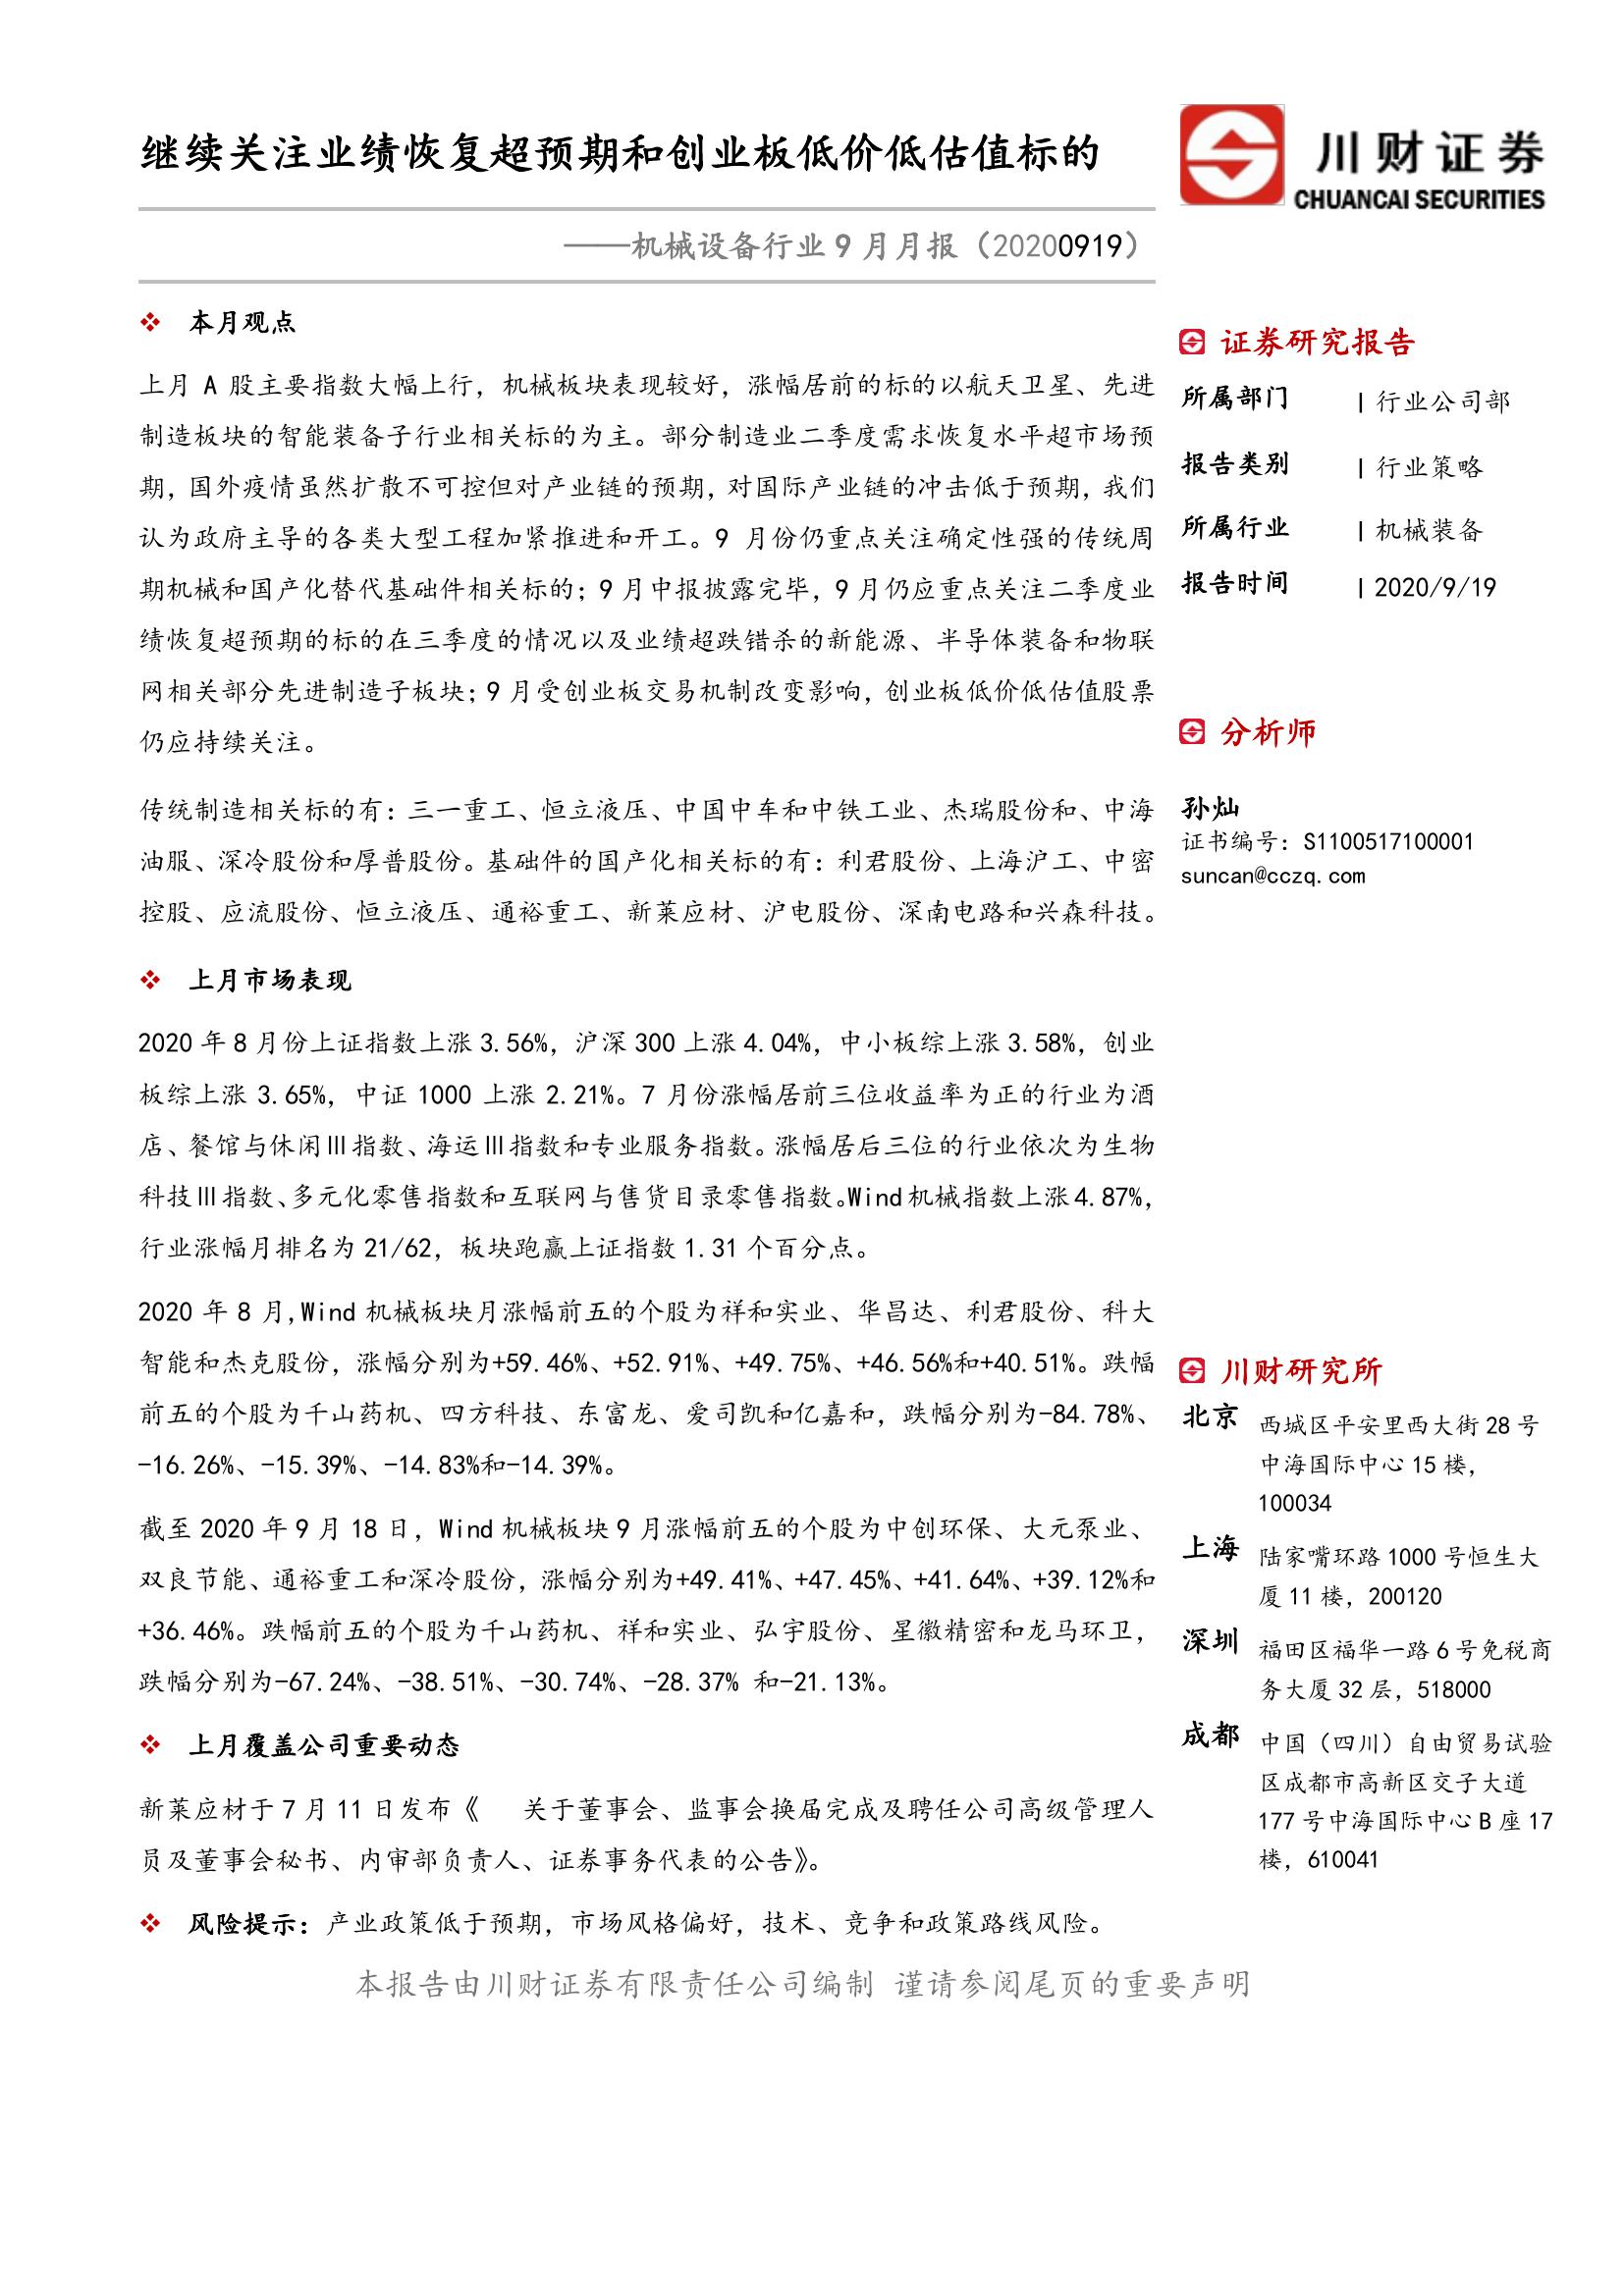 继续关注业绩恢复超预期和创业板低价低估值标的
——机械设备行业9月月报（20200919）
川财证券
CHUANCAI SECURITIES
本月观点
上月 A 股主要指数大幅上行，机械板块表现较好，涨幅居前的标的以航天卫星、先进
制造板块的智能装备子行业相关标的为主。部分制造业二季度需求恢复水平超市场预
期，国外疫情虽然扩散不可控但对产业链的预期，对国际产业链的冲击低于预期，我们
认为政府主导的各类大型工程加紧推进和开工。9 月份仍重点关注确定性强的传统周
期机械和国产化替代基础件相关标的；9 月中报披露完毕，9 月仍应重点关注二季度业
绩恢复超预期的标的在三季度的情况以及业绩超跌错杀的新能源、半导体装备和物联
网相关部分先进制造子板块；9 月受创业板交易机制改变影响，创业板低价低估值股票
仍应持续关注。
传统制造相关标的有：三一重工、恒立液压、中国中车和中铁工业、杰瑞股份和、中海
油服、深冷股份和厚普股份。基础件的国产化相关标的有：利君股份、上海沪工、中密
控股、应流股份、恒立液压、通裕重工、新莱应材、沪电股份、深南电路和兴森科技。
上月市场表现
2020 年 8 月份上证指数上涨 3.56%，沪深 300 上涨 4.04%，中小板综上涨 3.58%，创业
板综上涨 3.65%，中证 1000 上涨 2.21%。7 月份涨幅居前三位收益率为正的行业为酒
店、餐馆与休闲Ⅲ指数、海运Ⅲ指数和专业服务指数。涨幅居后三位的行业依次为生物
科技Ⅲ指数、多元化零售指数和互联网与售货目录零售指数。Wind机械指数上涨4.87%，
行业涨幅月排名为 21/62，板块跑赢上证指数 1.31 个百分点。
2020 年 8 月,Wind 机械板块月涨幅前五的个股为祥和实业、华昌达、利君股份、科大
智能和杰克股份，涨幅分别为+59.46%、+52.91%、+49.75%、+46.56%和+40.51%。跌幅
前五的个股为千山药机、四方科技、东富龙、爱司凯和亿嘉和，跌幅分别为-84.78%、
-16.26%、-15.39%、-14.83%和-14.39%。
截至 2020 年 9 月 18 日，Wind 机械板块 9 月涨幅前五的个股为中创环保、大元泵业、
双良节能、通裕重工和深冷股份，涨幅分别为+49.41%、+47.45%、+41.64%、+39.12%和
+36.46%。跌幅前五的个股为千山药机、祥和实业、弘宇股份、星徽精密和龙马环卫，
跌幅分别为-67.24%、-38.51%、-30.74%、-28.37% 和-21.13%。
上月覆盖公司重要动态
新莱应材于 7 月 11 日发布《 关于董事会、监事会换届完成及聘任公司高级管理人
员及董事会秘书、内审部负责人、证券事务代表的公告》。
风险提示：产业政策低于预期，市场风格偏好，技术、竞争和政策路线风险。
证券研究报告
所属部门 | 行业公司部
报告类别 | 行业策略
所属行业 | 机械装备
报告时间 | 2020/9/19
分析师
孙灿
证书编号：S1100517100001
suncan@cczq.com
川财研究所
北京 西城区平安里西大街 28 号
中海国际中心 15 楼，
100034
上海 陆家嘴环路 1000 号恒生大
厦 11 楼，200120
深圳 福田区福华一路 6 号免税商
务大厦 32 层，518000
成都 中国（四川）自由贸易试验
区成都市高新区交子大道
177 号中海国际中心 B 座 17
楼，610041
本报告由川财证券有限责任公司编制 谨请参阅尾页的重要声明